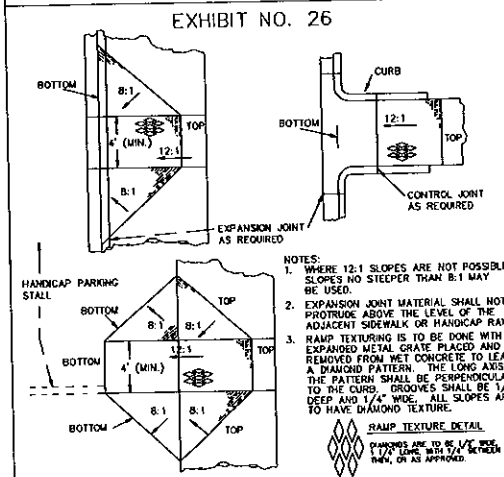 EXHIBIT NO. 26
BOTTOM
8:1
4' (MIN.)
TOP
12:1
8:1
CURB
BOTTOM
12:1
TOP
CONTROL JOINT
AS REQUIRED
EXPANSION JOINT
AS REQUIRED
HANDICAP PARKING
STALL
BOTTOM
TOP
8:1
8:1
12:1
BOTTOM
4' (MIN.)
TOP
8:1
8:1
BOTTOM
TOP
NOTES:
1. WHERE 12:1 SLOPES ARE NOT POSSIBLE
SLOPES NO STEEPER THAN 8:1 MAY
BE USED.
2. EXPANSION JOINT MATERIAL SHALL NOT
PROTRUDE ABOVE THE LEVEL OF THE
ADJACENT SIDEWALK OR HANDICAP
3. RAMP TEXTURING IS TO BE DONE WITH
EXPANDED METAL GRATE PLACED AND
REMOVED FROM WET CONCRETE TO
A DIAMOND PATTERN. THE LONG AXIS
THE PATTERN SHALL BE
TO THE CURB. GROOVES SHALL BE
DEEP AND 1/4" WIDE. ALL SLOPES
TO HAVE DIAMOND TEXTURE.
RAMP TEXTURE DETAIL
DIAMONDS ARE TO BE 1/2" WIDE,
1 1/4" LONG, WITH 1/4" BETWEEN
THEM, OR AS APPROVED.